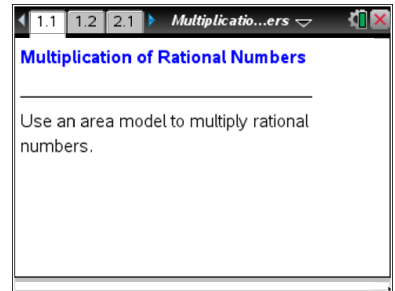 1.1 1.2 2.1 Multiplicatio...ers
Multiplication of Rational Numbers
Use an area model to multiply rational
numbers.